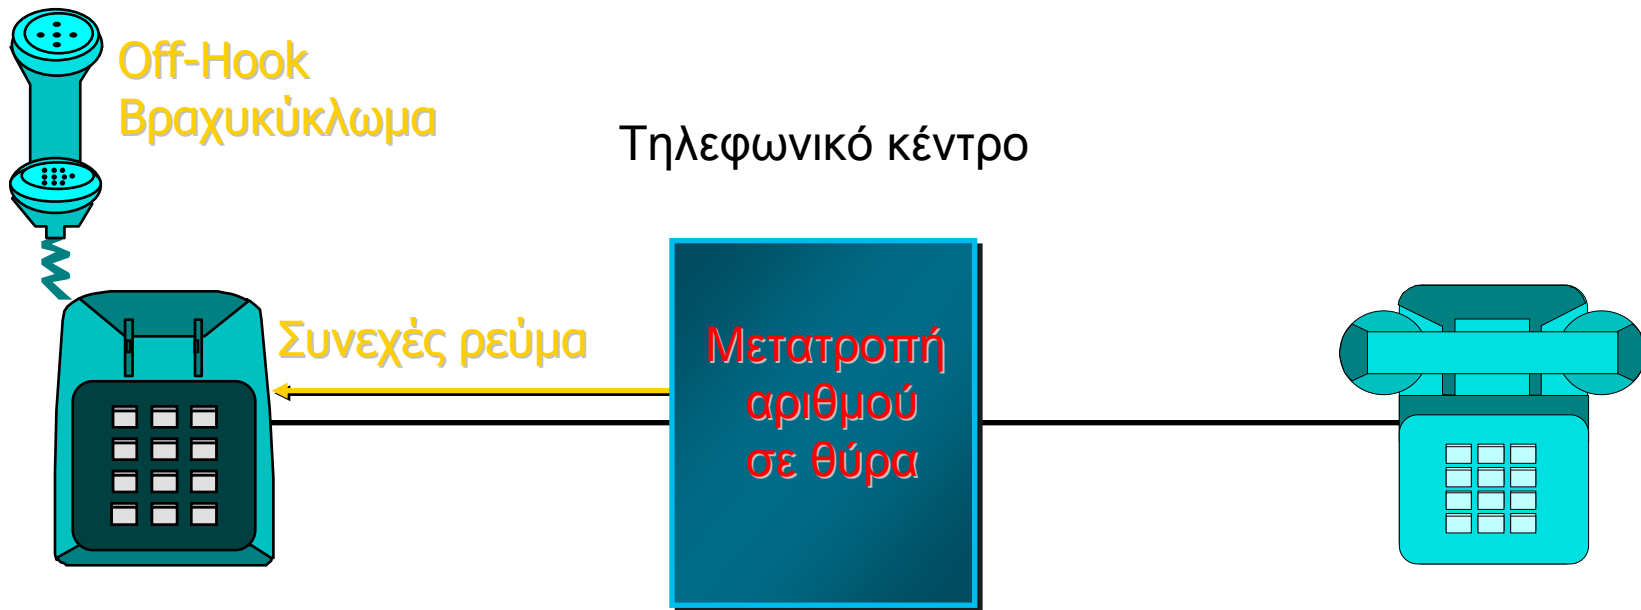 Off-Hook
Βραχυκύκλωμα
Τηλεφωνικό κέντρο
Συνεχές ρεύμα
Μετατροπή
αριθμού
σε θύρα